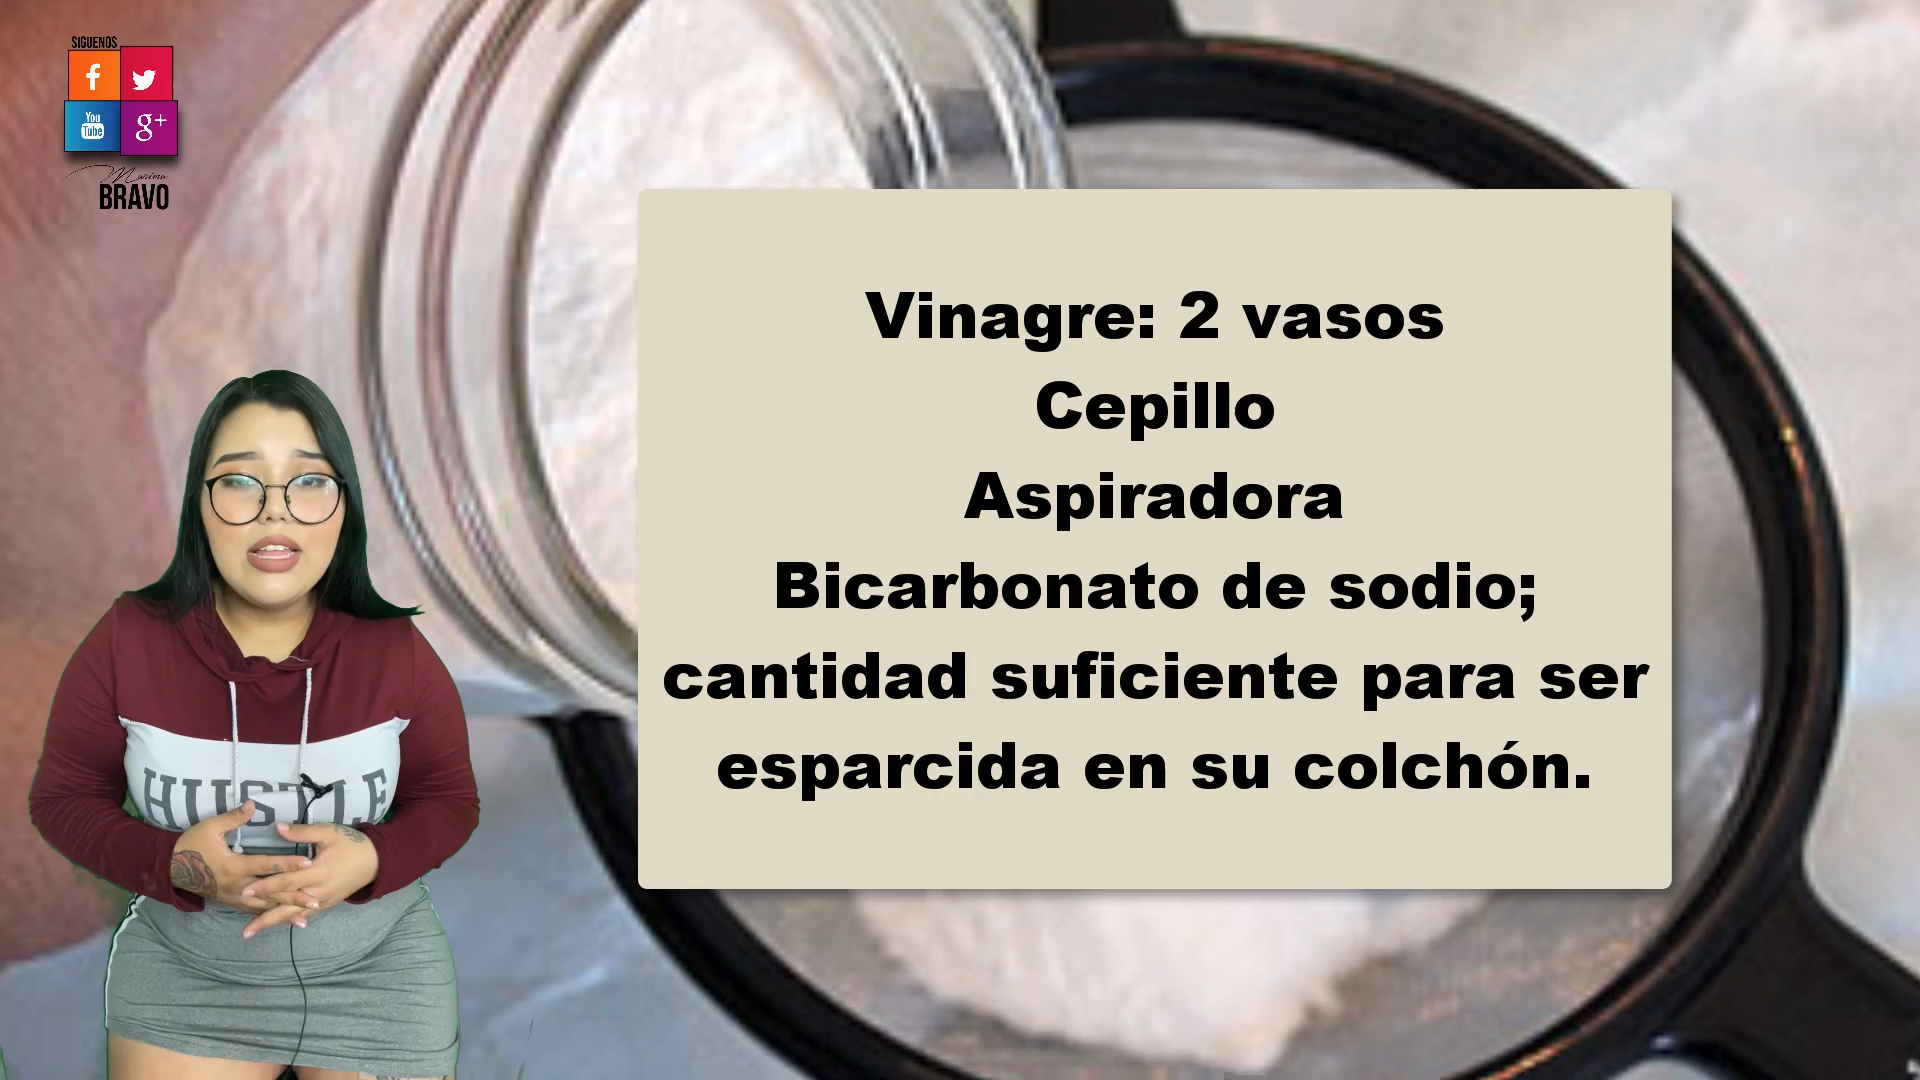 SIGUENOS
f
You
Tube
g+
Marina
BRAVO
Vinagre: 2 vasos
Cepillo
Aspiradora
Bicarbonato de sodio;
cantidad suficiente para ser
esparcida en su colchón.
HUSTLE